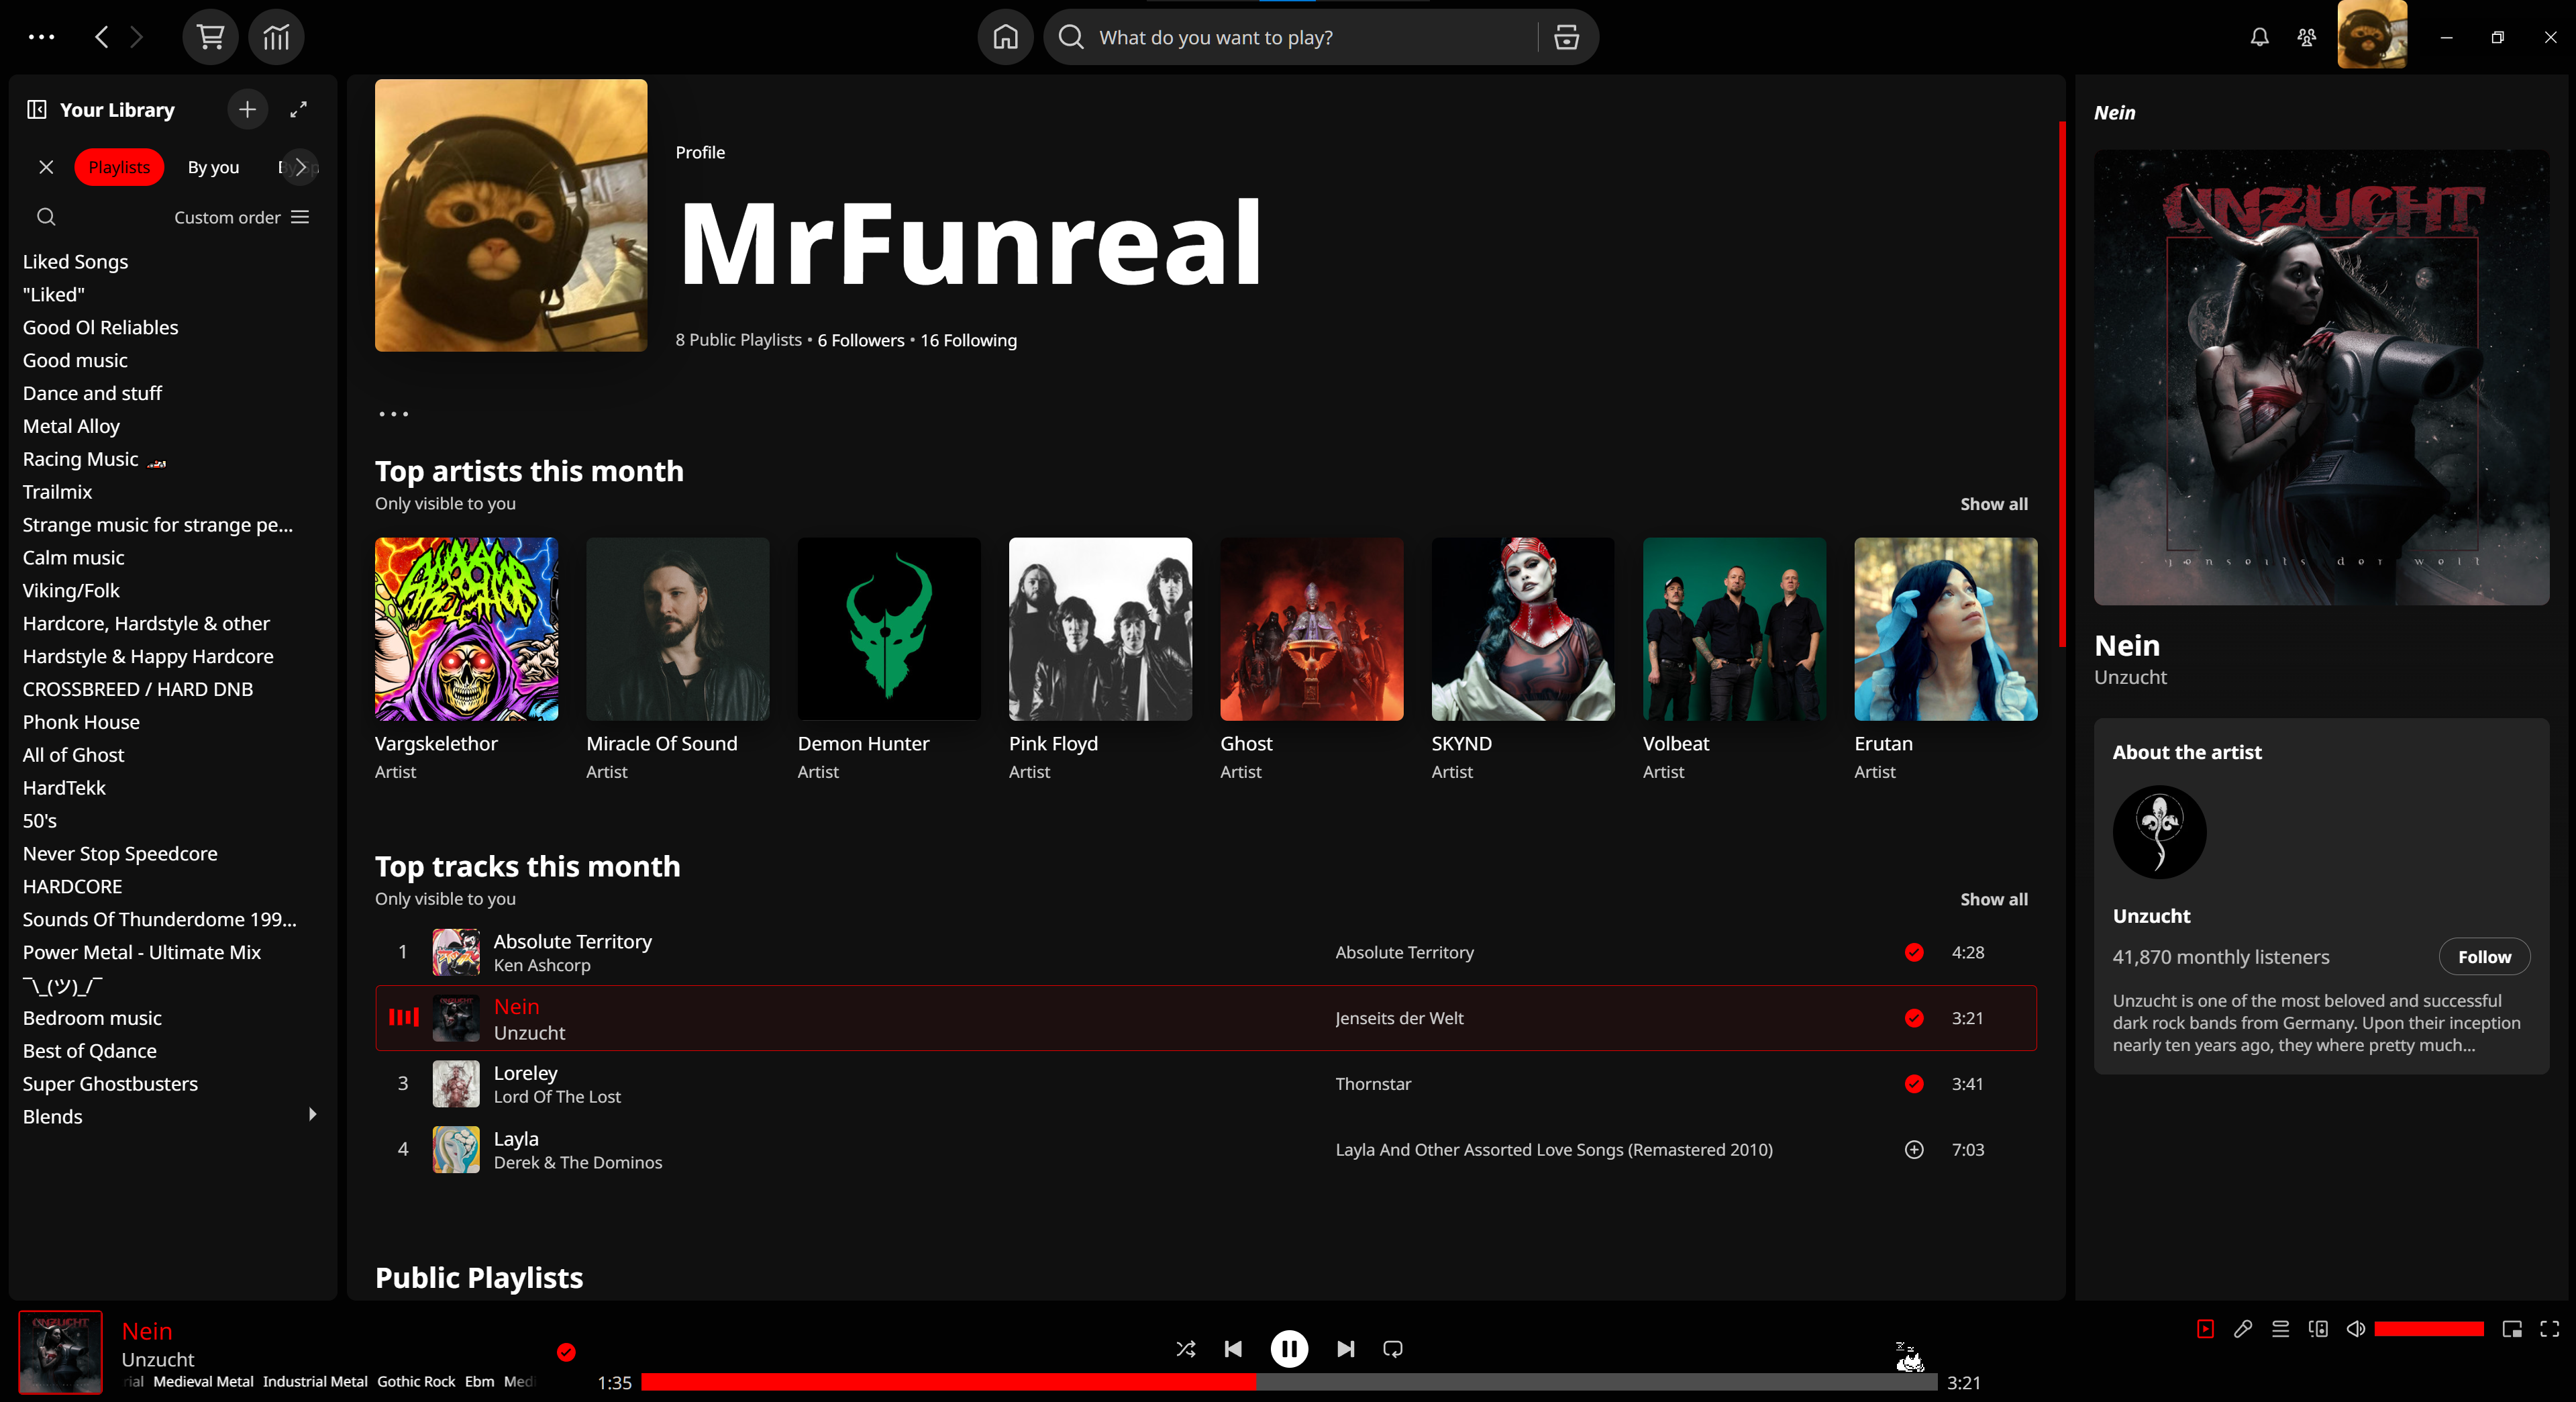 What do you want to play?
Your Library
Playlists
By you
Custom order
Liked Songs
"Liked"
Good Ol Reliables
Good music
Dance and stuff
Metal Alloy
Racing Music 🏎️
Trailmix
Strange music for strange pe...
Calm music
Viking/Folk
Hardcore, Hardstyle & other
Hardstyle & Happy Hardcore
CROSSBREED / HARD DNB
Phonk House
All of Ghost
HardTekk
50's
Never Stop Speedcore
HARDCORE
Sounds Of Thunderdome 199...
Power Metal - Ultimate Mix
¯\_(ツ)_/¯
Bedroom music
Best of Qdance
Super Ghostbusters
Blends
Profile
MrFunreal
8 Public Playlists • 6 Followers • 16 Following
Top artists this month
Only visible to you
Show all
Vargskelethor
Artist
Miracle Of Sound
Artist
Demon Hunter
Artist
Pink Floyd
Artist
Ghost
Artist
SKYND
Artist
Volbeat
Artist
Erutan
Artist
Top tracks this month
Only visible to you
Show all
1
Absolute Territory
Ken Ashcorp
Absolute Territory
4:28
Nein
Unzucht
Jenseits der Welt
3:21
3
Loreley
Lord Of The Lost
Thornstar
3:41
4
Layla
Derek & The Dominos
Layla And Other Assorted Love Songs (Remastered 2010)
7:03
Public Playlists
Nein
UNZUCHT
jenseits der welt
Nein
Unzucht
About the artist
Unzucht
41,870 monthly listeners
Follow
Unzucht is one of the most beloved and successful
dark rock bands from Germany. Upon their inception
nearly ten years ago, they where pretty much...
Nein
Unzucht
rial Medieval Metal Industrial Metal Gothic Rock Ebm Medi
1:35
3:21